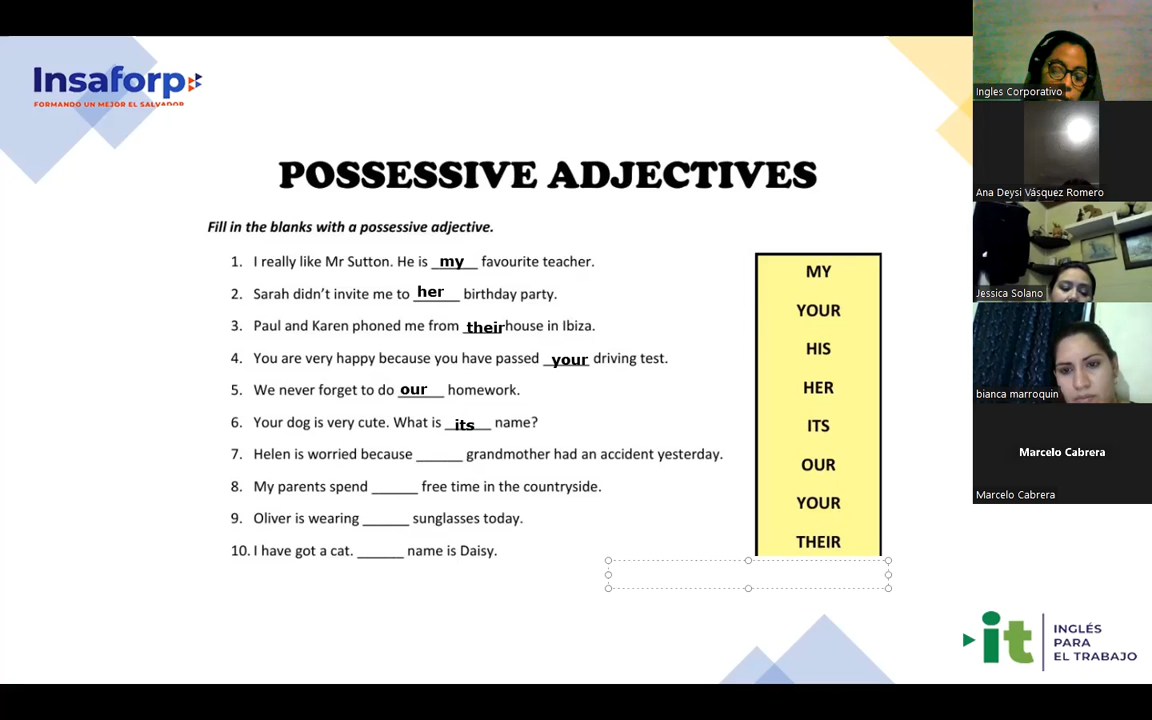 Insaforp
FORMANDO UN MEJOR EL SALVADOR
POSSESSIVE ADJECTIVES
Fill in the blanks with a possessive adjective.
1. I really like Mr Sutton. He is __my__ favourite teacher.
2. Sarah didn't invite me to __her__ birthday party.
3. Paul and Karen phoned me from __their__ house in Ibiza.
4. You are very happy because you have passed __your__ driving test.
5. We never forget to do __our__ homework.
6. Your dog is very cute. What is __its__ name?
7. Helen is worried because ______ grandmother had an accident yesterday.
8. My parents spend ______ free time in the countryside.
9. Oliver is wearing ______ sunglasses today.
10. I have got a cat. ______ name is Daisy.
MY
YOUR
HIS
HER
ITS
OUR
YOUR
THEIR
Ingles Corporativo
Ana Deysi Vásquez Romero
Jessica Solano
bianca marroquin
Marcelo Cabrera
Marcelo Cabrera
it
INGLÉS
PARA
EL TRABAJO